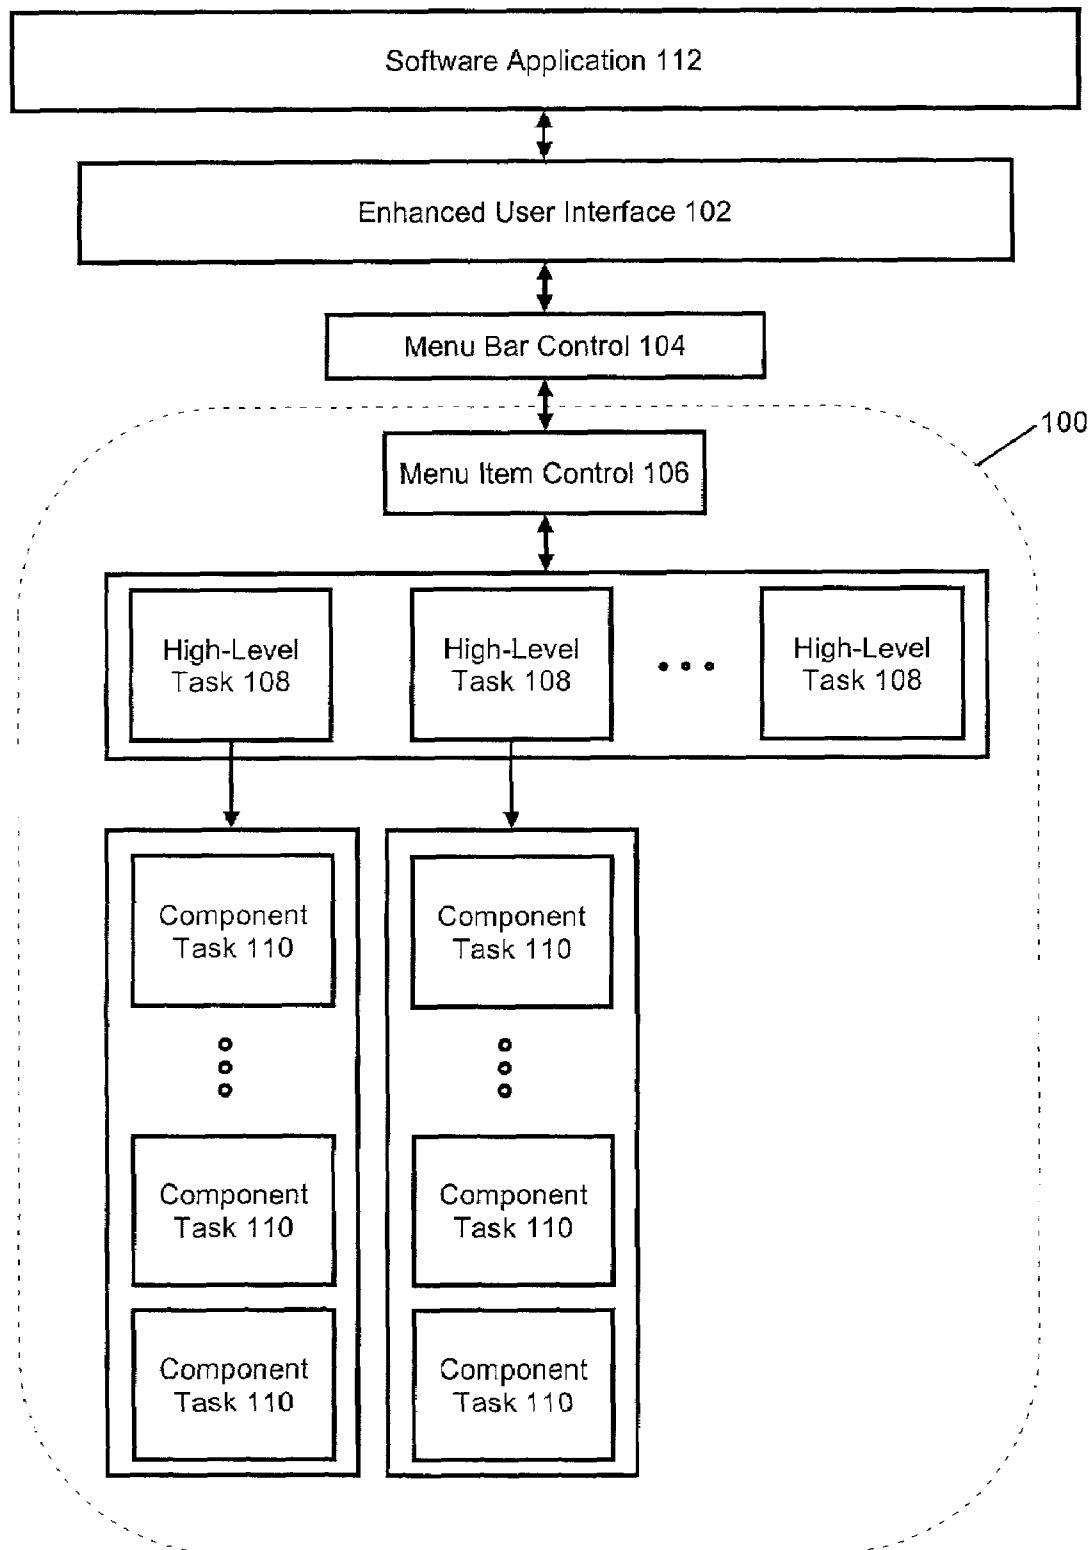 Software Application 112
Enhanced User Interface 102
Menu Bar Control 104
100
Menu Item Control 106
High-Level
Task 108
High-Level
Task 108
High-Level
Task 108
Component
Task 110
Component
Task 110
Component
Task 110
Component
Task 110
Component
Task 110
Component
Task 110